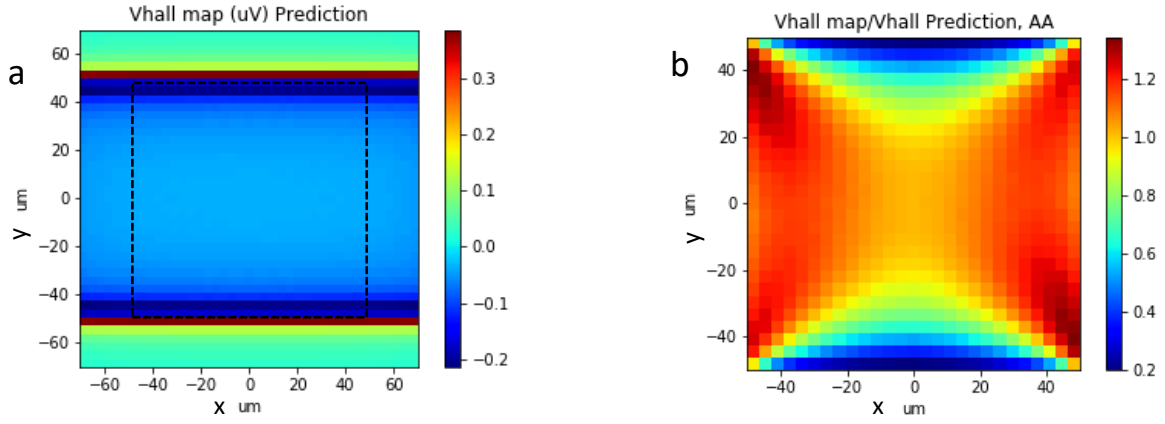 Vhall map (uV) Prediction
a
60
40
20
0
−20
−40
−60
y um
−60 −40 −20 0 20 40 60
x um
0.3
0.2
0.1
0.0
−0.1
−0.2
Vhall map/Vhall Prediction, AA
b
40
20
0
−20
−40
y um
−40 −20 0 20 40
x um
1.2
1.0
0.8
0.6
0.4
0.2